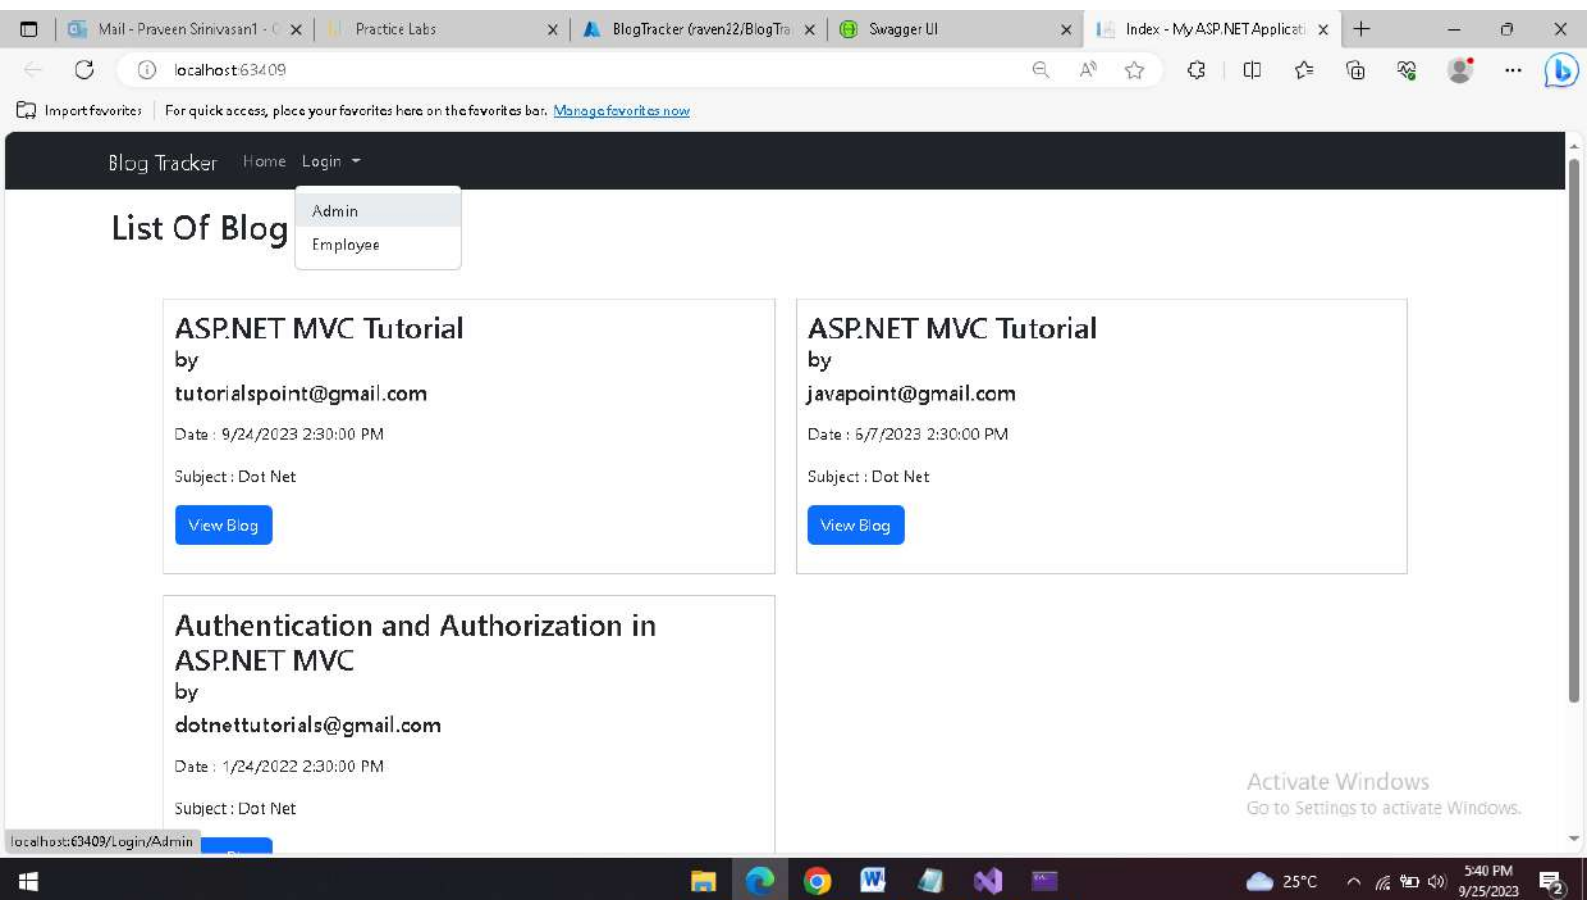 Mail - Praveen Srinivasan1 - O
Practice Labs
BlogTracker (raven22/BlogTra
Swagger UI
Index - My ASP.NET Applicati
localhost:63409
Import favorites
For quick access, place your favorites here on the favorites bar. Manage favorites now
Blog Tracker
Home
Login
Admin
Employee
List Of Blog
ASP.NET MVC Tutorial
by
tutorialspoint@gmail.com
Date : 9/24/2023 2:30:00 PM
Subject : Dot Net
View Blog
ASP.NET MVC Tutorial
by
javapoint@gmail.com
Date : 6/7/2023 2:30:00 PM
Subject : Dot Net
View Blog
Authentication and Authorization in
ASP.NET MVC
by
dotnettutorials@gmail.com
Date : 1/24/2022 2:30:00 PM
Subject : Dot Net
Activate Windows
Go to Settings to activate Windows.
localhost:63409/Login/Admin
25°C
5:40 PM
9/25/2023
2